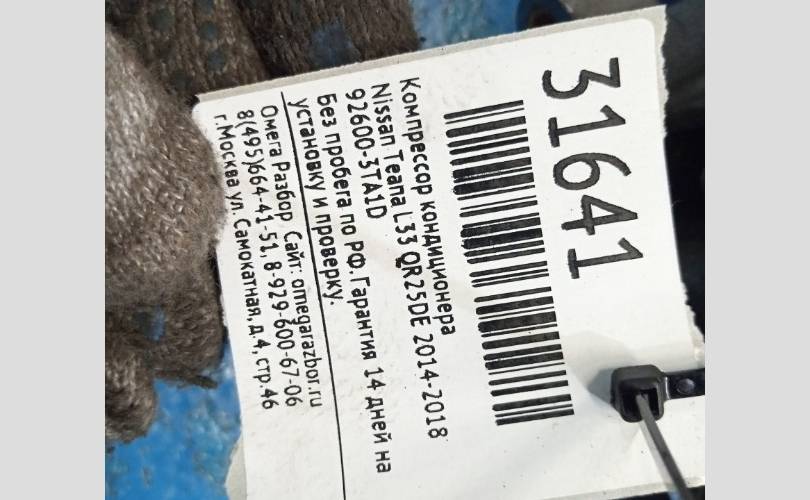 31641
Компрессор кондиционера
Nissan Teana L33 QR25DE 2014-2018
92600-3TA1D
Без пробега по РФ. Гарантия 14 дней на
установку и проверку.
Омега Разбор Сайт: omegarazbor.ru
8(495)664-41-51, 8-929-600-67-06
г.Москва ул. Самокатная, д.4, стр.46